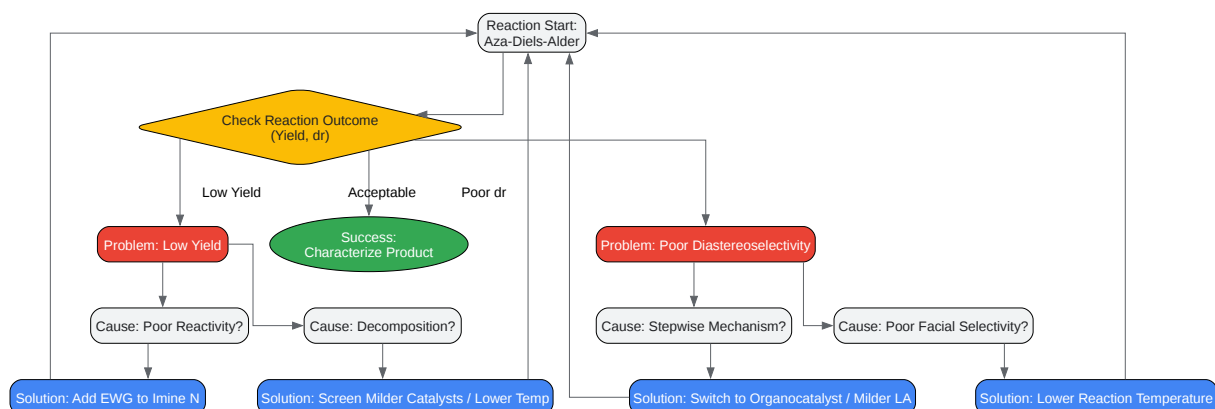 Reaction Start:
Aza-Diels-Alder
Check Reaction Outcome
(Yield, dr)
Low Yield
Acceptable
Poor dr
Problem: Low Yield
Success:
Characterize Product
Problem: Poor Diastereoselectivity
Cause: Poor Reactivity?
Cause: Decomposition?
Cause: Stepwise Mechanism?
Cause: Poor Facial Selectivity?
Solution: Add EWG to Imine N
Solution: Screen Milder Catalysts / Lower Temp
Solution: Switch to Organocatalyst / Milder LA
Solution: Lower Reaction Temperature